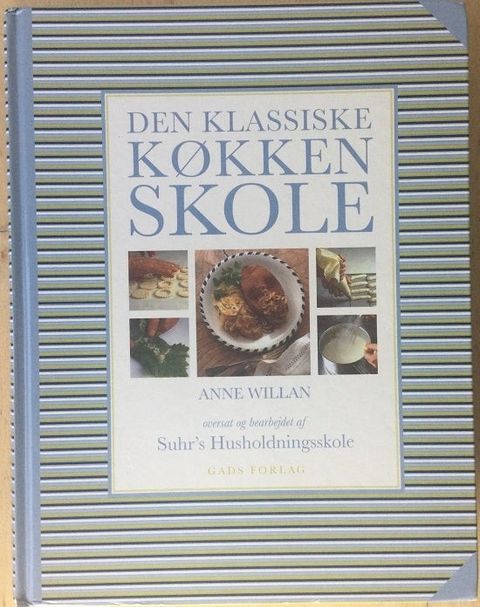 DEN KLASSISKE
KØKKEN
SKOLE
ANNE WILLAN
oversat og bearbejdet af
Suhr's Husholdningsskole
GADS FORLAG